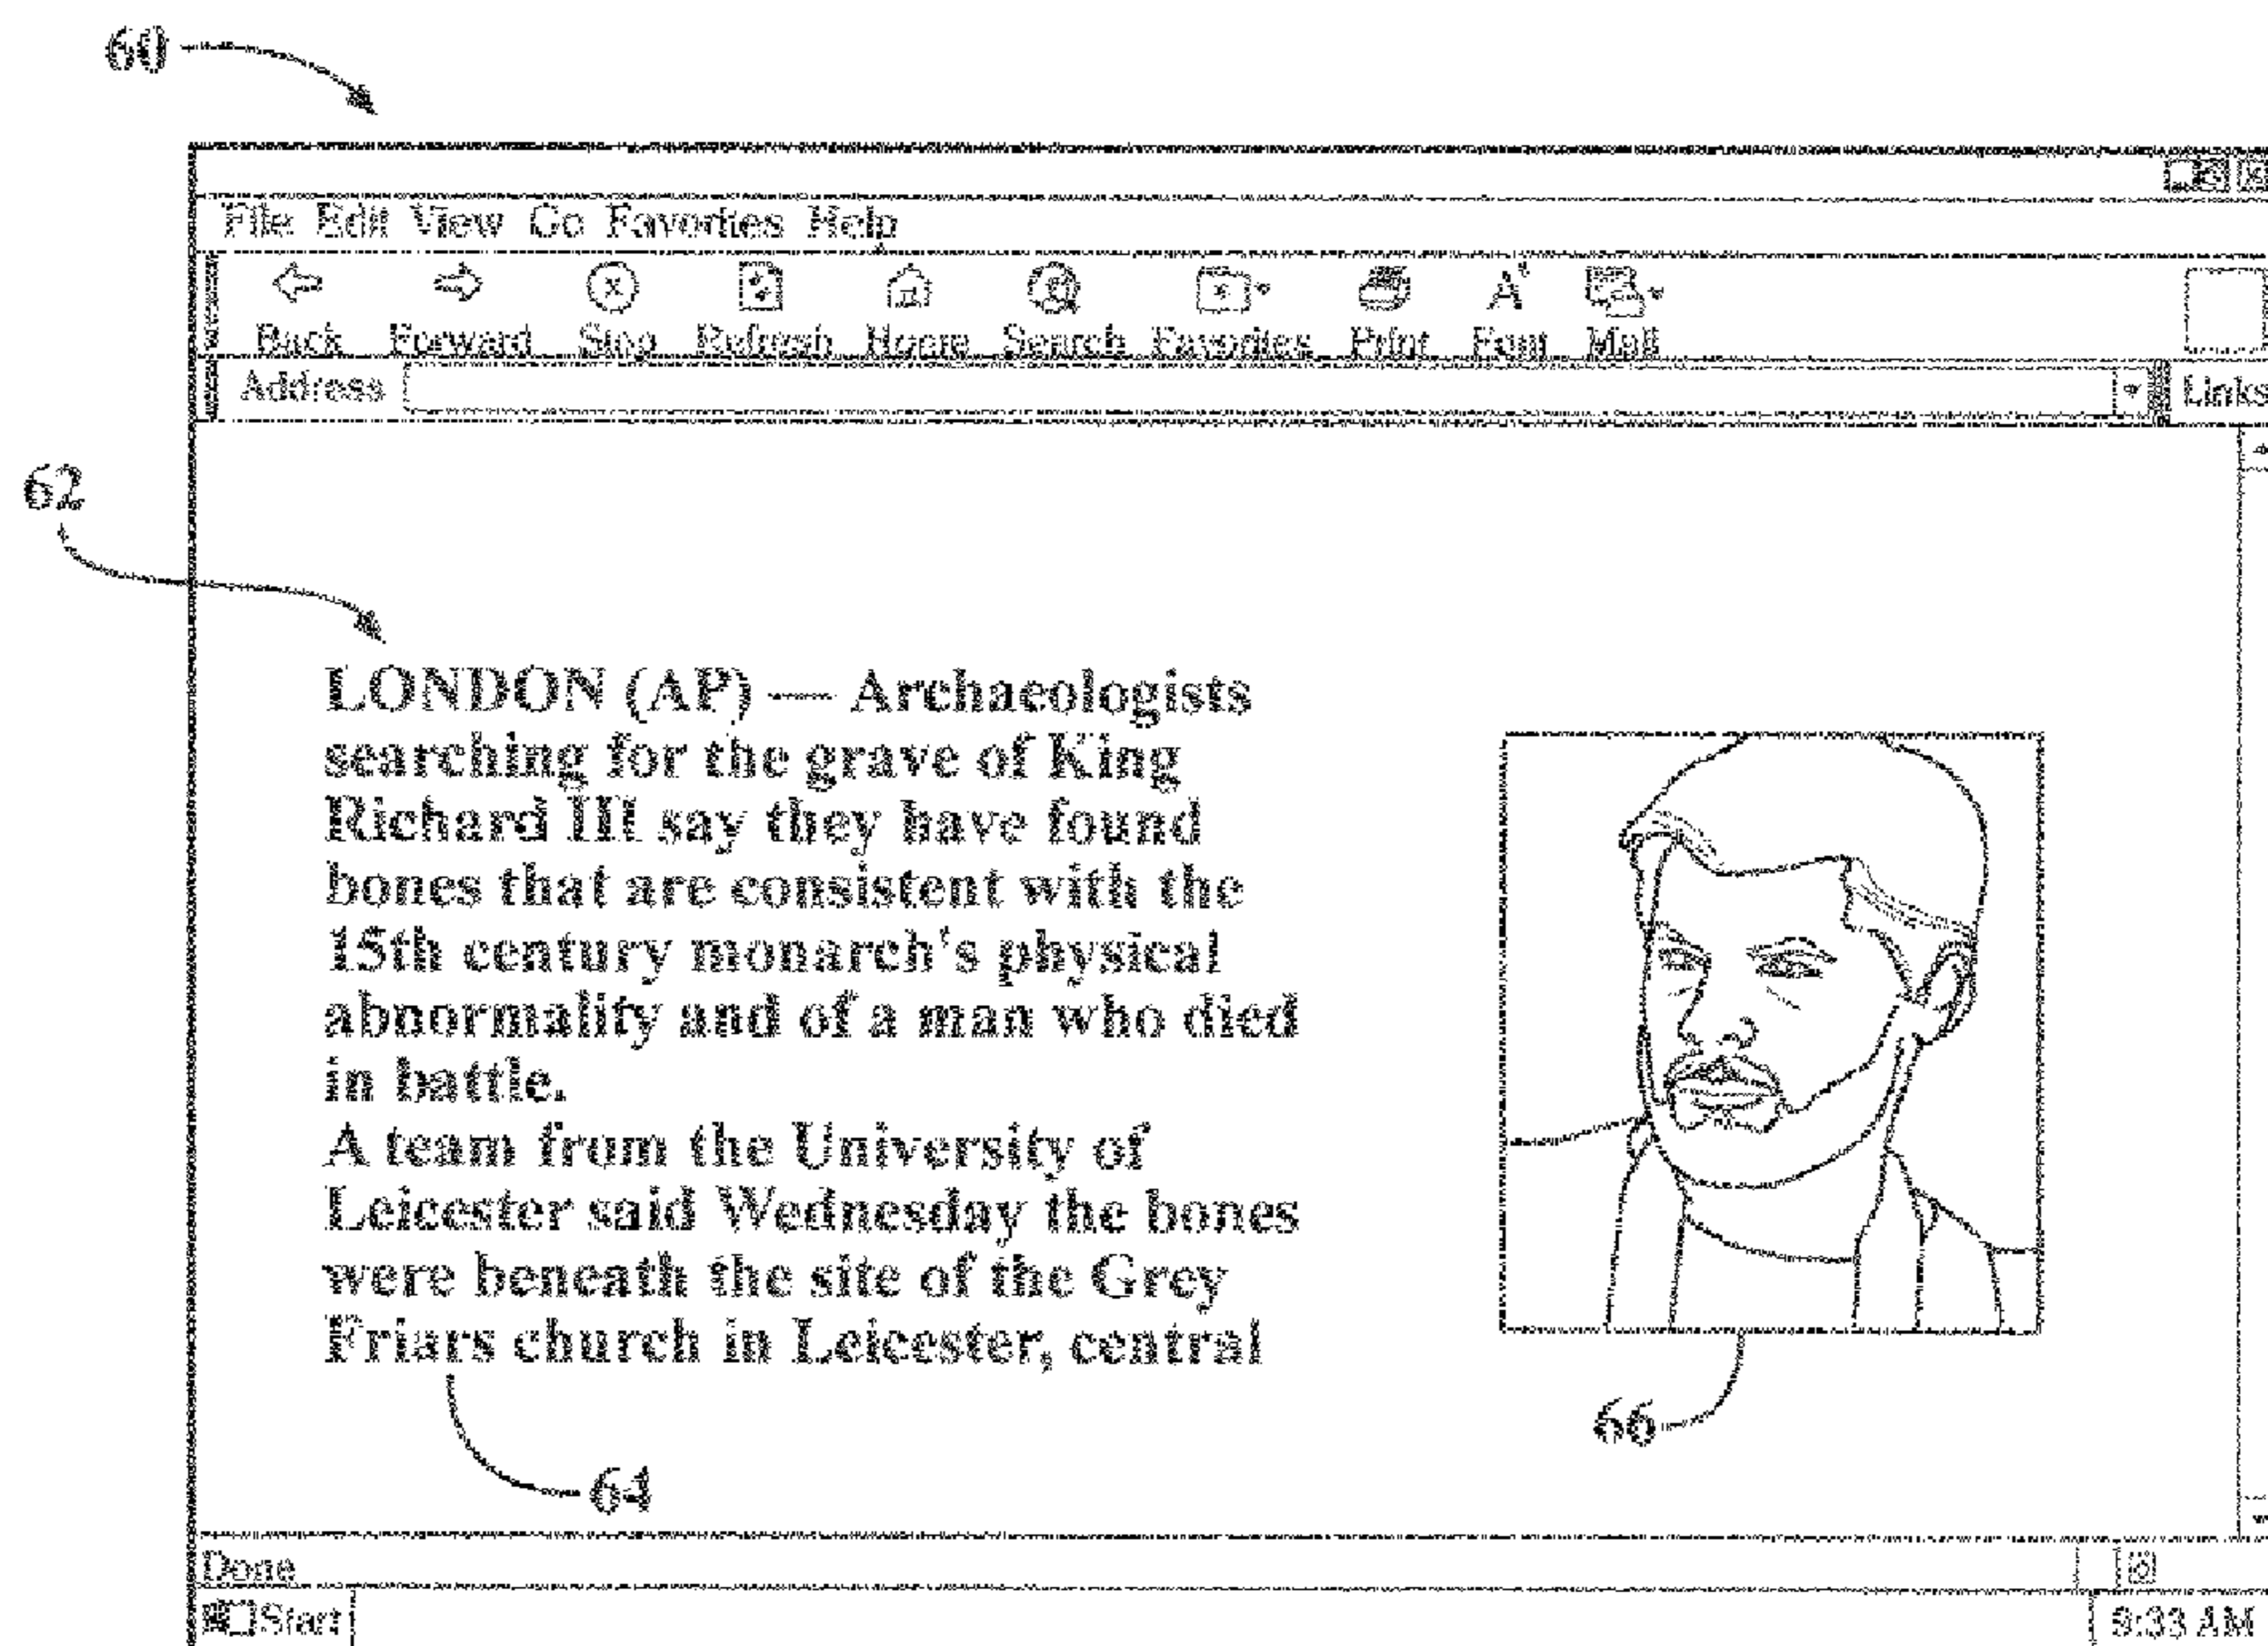 60
File Edit View Go Favorites Help
Back Forward Stop Refresh Home Search Favorites Print Font Mail
Address Links
62
LONDON (AP) — Archaeologists
searching for the grave of King
Richard III say they have found
bones that are consistent with the
15th century monarch's physical
abnormality and of a man who died
in battle.
A team from the University of
Leicester said Wednesday the bones
were beneath the site of the Grey
Friars church in Leicester, central
66
64
Done
Start 9:33 AM